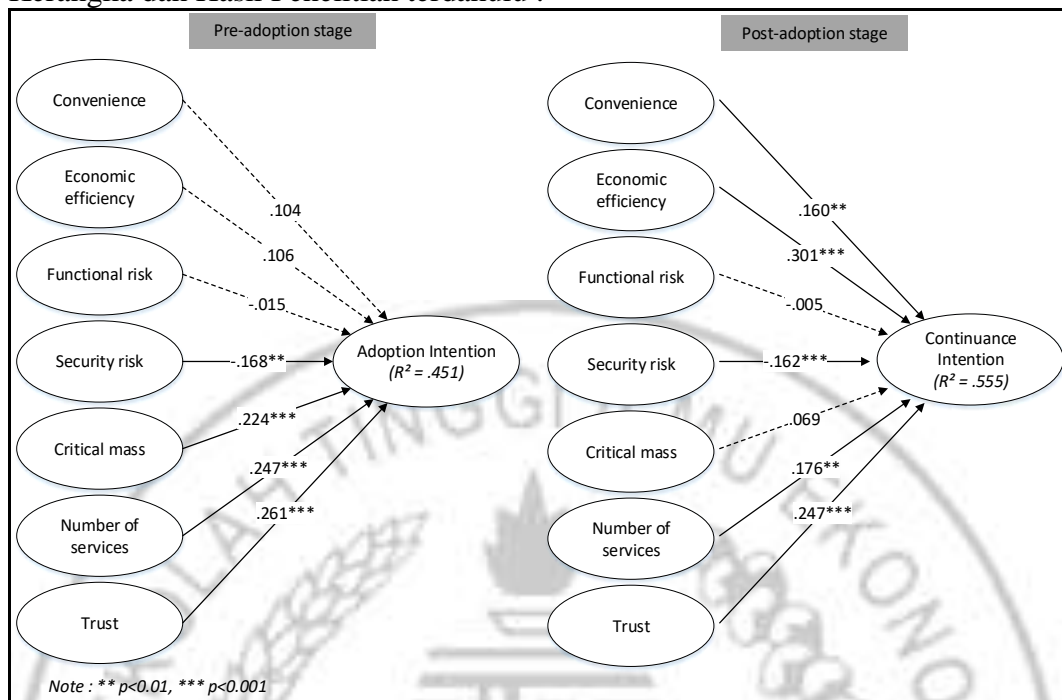 Kerangka dan Hasil Penelitian terdahulu :
Pre-adoption stage
Convenience
Economic
efficiency
Functional risk
Security risk
Critical mass
Number of
services
Trust
.104
.106
-.015
-.168**
.224***
.247***
.261***
Adoption Intention
(R² = .451)
Post-adoption stage
Convenience
Economic
efficiency
Functional risk
Security risk
Critical mass
Number of
services
Trust
.160**
.301***
-.005
-.162***
.069
.176**
.247***
Continuance
Intention
(R² = .555)
Note : ** p<0.01, *** p<0.001